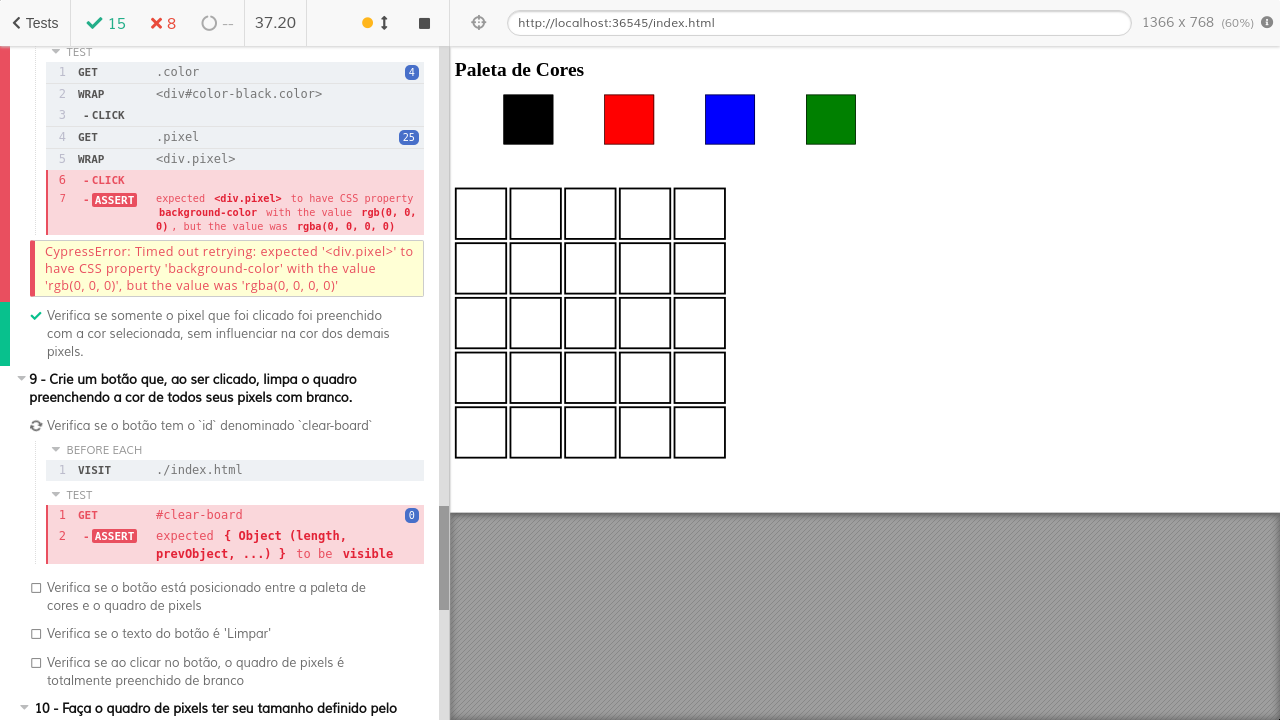 Tests
15
8
--
37.20
http://localhost:36545/index.html
1366 x 768 (60%)
TEST
1 GET .color 4
2 WRAP <div#color-black.color>
3 - CLICK
4 GET .pixel 25
5 WRAP <div.pixel>
6 - CLICK
7 - ASSERT expected <div.pixel> to have CSS property
background-color with the value rgb(0, 0,
0) , but the value was rgba(0, 0, 0, 0)
CypressError: Timed out retrying: expected '<div.pixel>' to
have CSS property 'background-color' with the value
'rgb(0, 0, 0)', but the value was 'rgba(0, 0, 0, 0)'
Verifica se somente o pixel que foi clicado foi preenchido
com a cor selecionada, sem influenciar na cor dos demais
pixels.
9 - Crie um botão que, ao ser clicado, limpa o quadro
preenchendo a cor de todos seus pixels com branco.
Verifica se o botão tem o `id` denominado `clear-board`
BEFORE EACH
1 VISIT ./index.html
TEST
1 GET #clear-board 0
2 - ASSERT expected { Object (length,
prevObject, ...) } to be visible
Verifica se o botão está posicionado entre a paleta de
cores e o quadro de pixels
Verifica se o texto do botão é 'Limpar'
Verifica se ao clicar no botão, o quadro de pixels é
totalmente preenchido de branco
10 - Faça o quadro de pixels ter seu tamanho definido pelo
Paleta de Cores